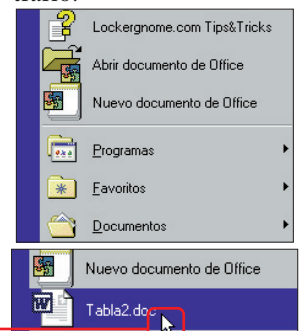 Lockergnome.com Tips&Tricks
Abrir documento de Office
Nuevo documento de Office
Programas
Favoritos
Documentos
Nuevo documento de Office
Tabla2.doc